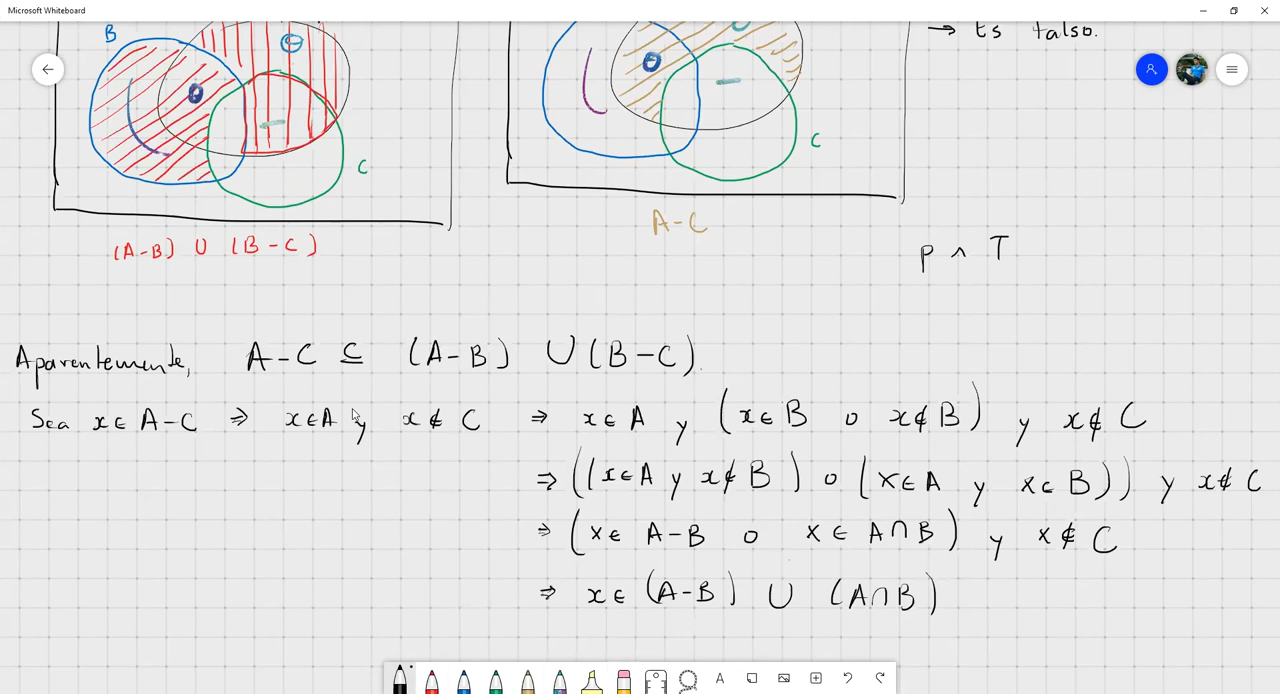 Microsoft Whiteboard
B
→ Es falso.
C
C
A-C
(A-B) ∪ (B-C)
p ∧ T
Aparentemente, A-C ⊆ (A-B) ∪ (B-C).
Sea x∈ A-C ⇒ x∈A y x∉ C ⇒ x∈ A y (x∈B o x∉B) y x∉ C
⇒ ((x∈A y x∉B) o (x∈A y x∈B)) y x∉C
⇒ (x∈ A-B o x∈ A∩B) y x∉ C
⇒ x∈ (A-B) ∪ (A∩B)
A